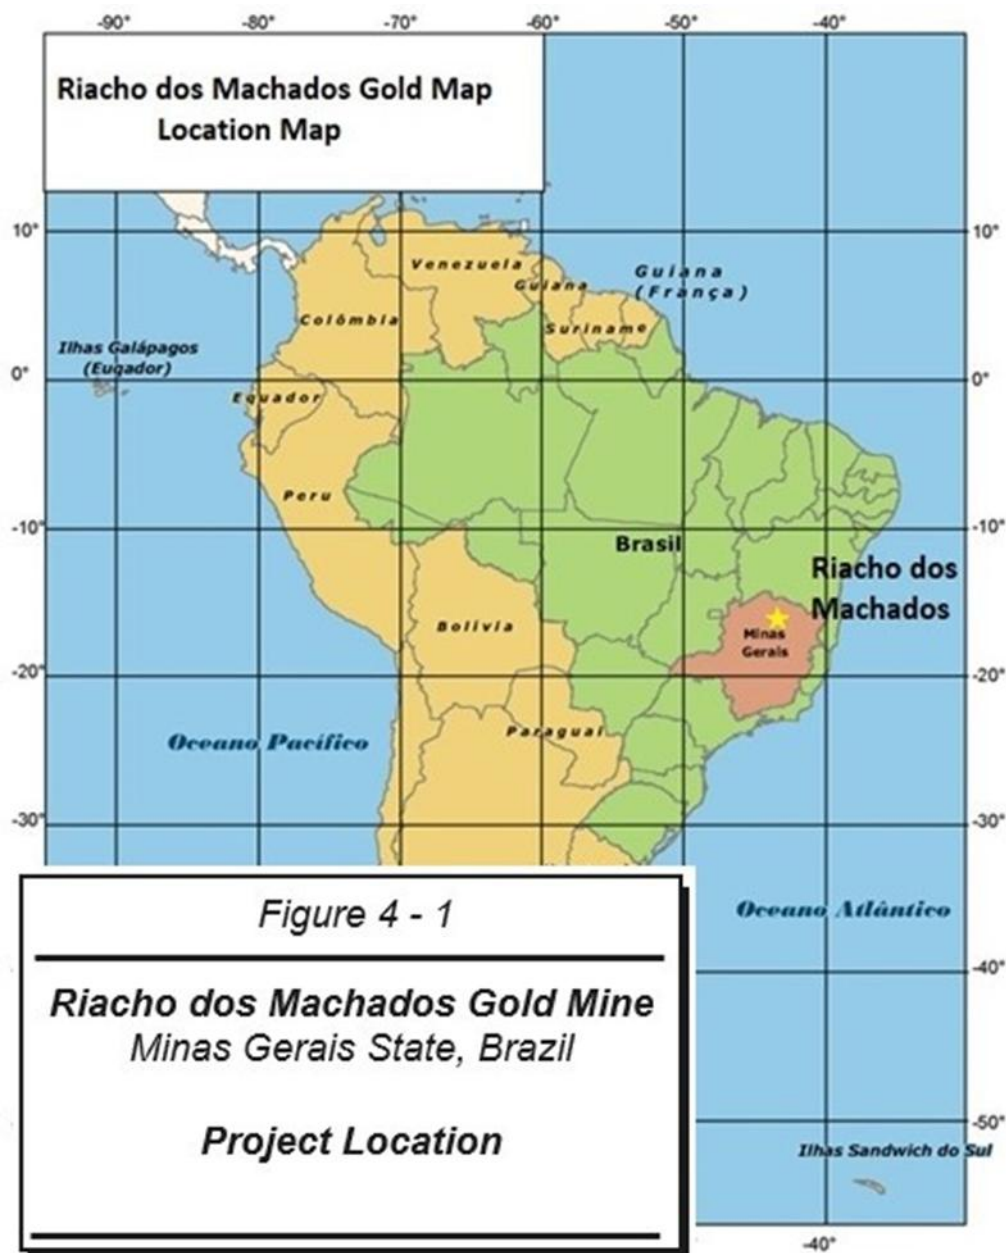 -90°
-80°
-70°
-60°
-50°
-40°
Riacho dos Machados Gold Map
Location Map
10°
10°
Venezuela
Guiana
(França)
Guiana
Colômbia
Suriname
Ilhas Galápagos
(Euqador)
0°
0°
Equador
Peru
-10°
-10°
Brasil
Riacho dos
Machados
Bolivia
Minas
Gerais
-20°
-20°
Paraguai
Oceano Pacífico
-30°
-30°
Figure 4 - 1
Oceano Atlântico
Riacho dos Machados Gold Mine
Minas Gerais State, Brazil
Project Location
-40°
-50°
Ilhas Sandwich do Sul
-40°